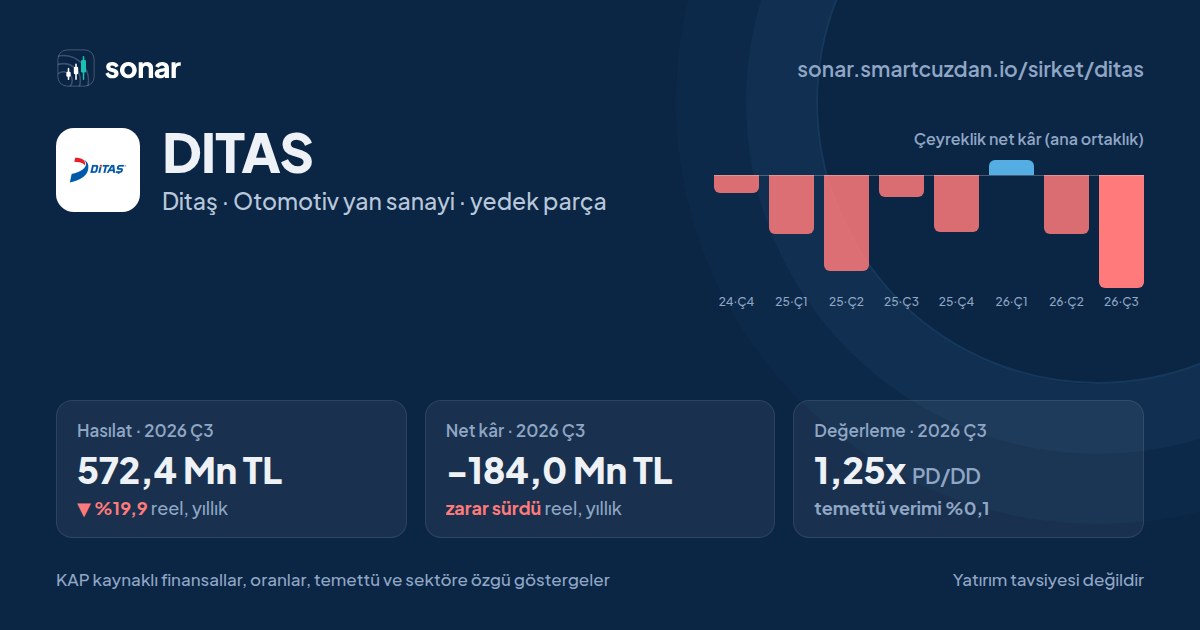 sonar
sonar.smartcuzdan.io/sirket/ditas
DİTAŞ
DITAS
Ditaş · Otomotiv yan sanayi · yedek parça
Çeyreklik net kâr (ana ortaklık)
24·Ç4 25·Ç1 25·Ç2 25·Ç3 25·Ç4 26·Ç1 26·Ç2 26·Ç3
Hasılat · 2026 Ç3
572,4 Mn TL
▼ %19,9 reel, yıllık
Net kâr · 2026 Ç3
−184,0 Mn TL
zarar sürdü reel, yıllık
Değerleme · 2026 Ç3
1,25x PD/DD
temettü verimi %0,1
KAP kaynaklı finansallar, oranlar, temettü ve sektöre özgü göstergeler
Yatırım tavsiyesi değildir